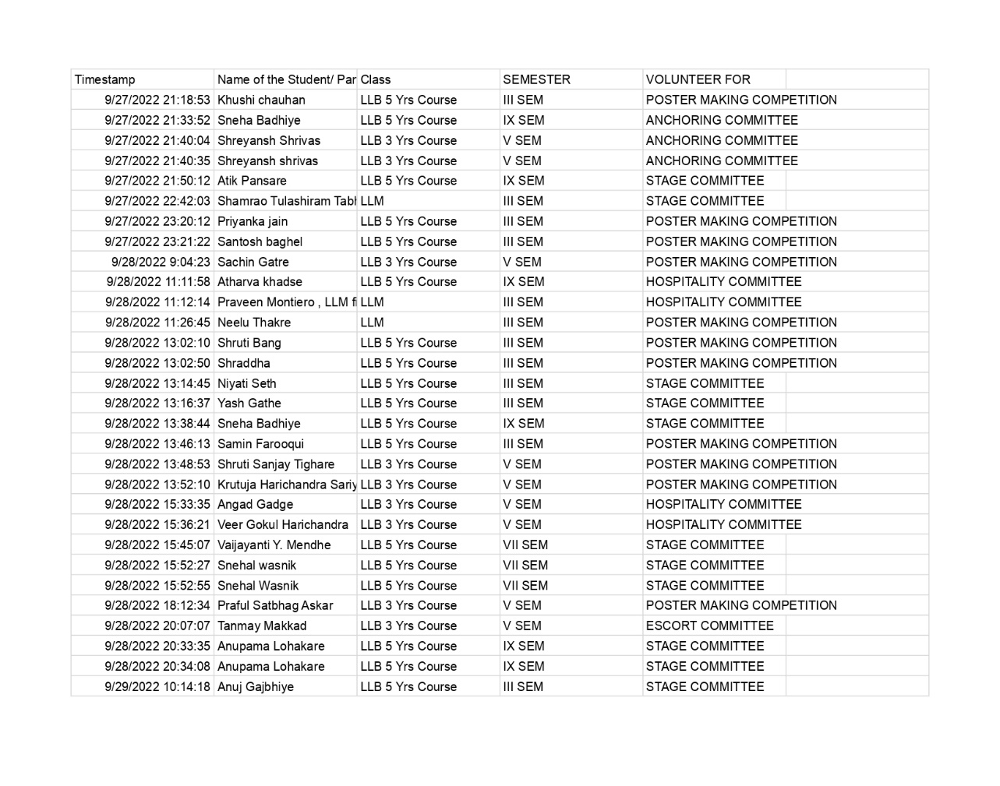 Timestamp Name of the Student/ Par Class SEMESTER VOLUNTEER FOR
9/27/2022 21:18:53 Khushi chauhan LLB 5 Yrs Course III SEM POSTER MAKING COMPETITION
9/27/2022 21:33:52 Sneha Badhiye LLB 5 Yrs Course IX SEM ANCHORING COMMITTEE
9/27/2022 21:40:04 Shreyansh Shrivas LLB 3 Yrs Course V SEM ANCHORING COMMITTEE
9/27/2022 21:40:35 Shreyansh shrivas LLB 3 Yrs Course V SEM ANCHORING COMMITTEE
9/27/2022 21:50:12 Atik Pansare LLB 5 Yrs Course IX SEM STAGE COMMITTEE
9/27/2022 22:42:03 Shamrao Tulashiram Tabh LLM III SEM STAGE COMMITTEE
9/27/2022 23:20:12 Priyanka jain LLB 5 Yrs Course III SEM POSTER MAKING COMPETITION
9/27/2022 23:21:22 Santosh baghel LLB 5 Yrs Course III SEM POSTER MAKING COMPETITION
9/28/2022 9:04:23 Sachin Gatre LLB 3 Yrs Course V SEM POSTER MAKING COMPETITION
9/28/2022 11:11:58 Atharva khadse LLB 5 Yrs Course IX SEM HOSPITALITY COMMITTEE
9/28/2022 11:12:14 Praveen Montiero , LLM fi LLM III SEM HOSPITALITY COMMITTEE
9/28/2022 11:26:45 Neelu Thakre LLM III SEM POSTER MAKING COMPETITION
9/28/2022 13:02:10 Shruti Bang LLB 5 Yrs Course III SEM POSTER MAKING COMPETITION
9/28/2022 13:02:50 Shraddha LLB 5 Yrs Course III SEM POSTER MAKING COMPETITION
9/28/2022 13:14:45 Niyati Seth LLB 5 Yrs Course III SEM STAGE COMMITTEE
9/28/2022 13:16:37 Yash Gathe LLB 5 Yrs Course III SEM STAGE COMMITTEE
9/28/2022 13:38:44 Sneha Badhiye LLB 5 Yrs Course IX SEM STAGE COMMITTEE
9/28/2022 13:46:13 Samin Farooqui LLB 5 Yrs Course III SEM POSTER MAKING COMPETITION
9/28/2022 13:48:53 Shruti Sanjay Tighare LLB 3 Yrs Course V SEM POSTER MAKING COMPETITION
9/28/2022 13:52:10 Krutuja Harichandra Sariy LLB 3 Yrs Course V SEM POSTER MAKING COMPETITION
9/28/2022 15:33:35 Angad Gadge LLB 3 Yrs Course V SEM HOSPITALITY COMMITTEE
9/28/2022 15:36:21 Veer Gokul Harichandra LLB 3 Yrs Course V SEM HOSPITALITY COMMITTEE
9/28/2022 15:45:07 Vaijayanti Y. Mendhe LLB 5 Yrs Course VII SEM STAGE COMMITTEE
9/28/2022 15:52:27 Snehal wasnik LLB 5 Yrs Course VII SEM STAGE COMMITTEE
9/28/2022 15:52:55 Snehal Wasnik LLB 5 Yrs Course VII SEM STAGE COMMITTEE
9/28/2022 18:12:34 Praful Satbhag Askar LLB 3 Yrs Course V SEM POSTER MAKING COMPETITION
9/28/2022 20:07:07 Tanmay Makkad LLB 3 Yrs Course V SEM ESCORT COMMITTEE
9/28/2022 20:33:35 Anupama Lohakare LLB 5 Yrs Course IX SEM STAGE COMMITTEE
9/28/2022 20:34:08 Anupama Lohakare LLB 5 Yrs Course IX SEM STAGE COMMITTEE
9/29/2022 10:14:18 Anuj Gajbhiye LLB 5 Yrs Course III SEM STAGE COMMITTEE